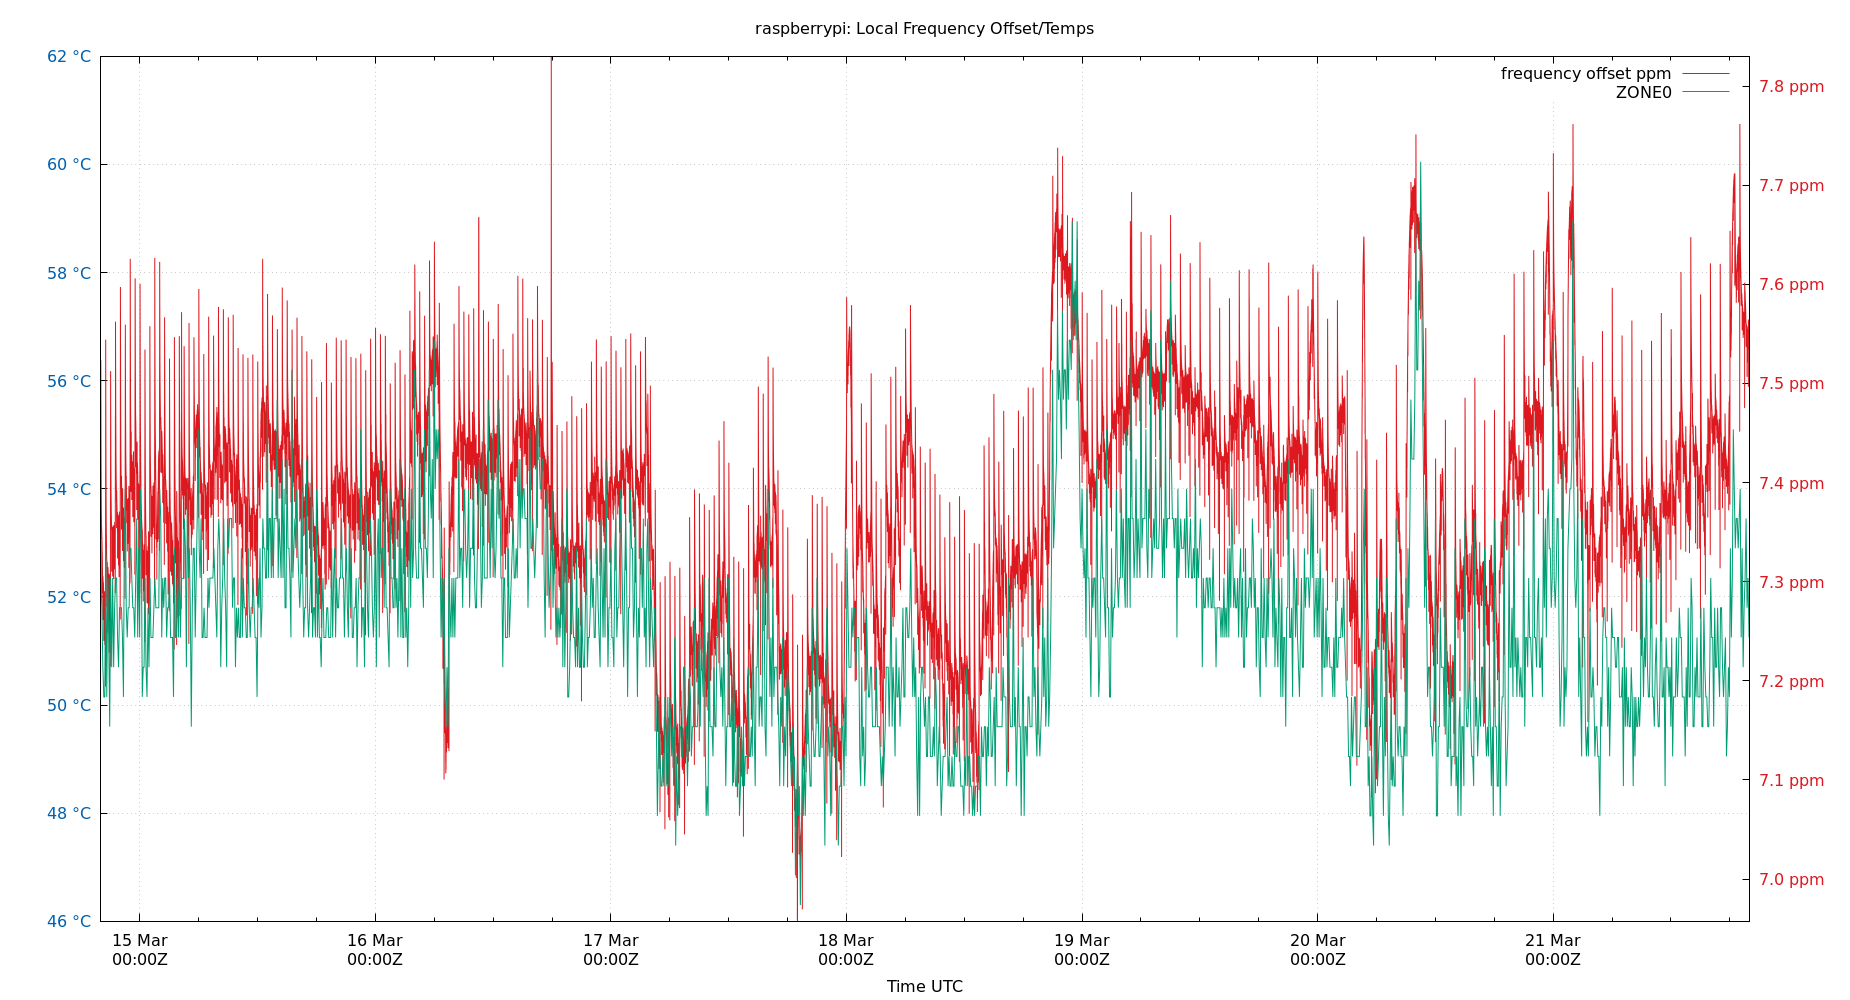 raspberrypi: Local Frequency Offset/Temps
62 °C
60 °C
58 °C
56 °C
54 °C
52 °C
50 °C
48 °C
46 °C
frequency offset ppm
ZONE0
7.8 ppm
7.7 ppm
7.6 ppm
7.5 ppm
7.4 ppm
7.3 ppm
7.2 ppm
7.1 ppm
7.0 ppm
15 Mar 16 Mar 17 Mar 18 Mar 19 Mar 20 Mar 21 Mar
00:00Z 00:00Z 00:00Z 00:00Z 00:00Z 00:00Z 00:00Z
Time UTC